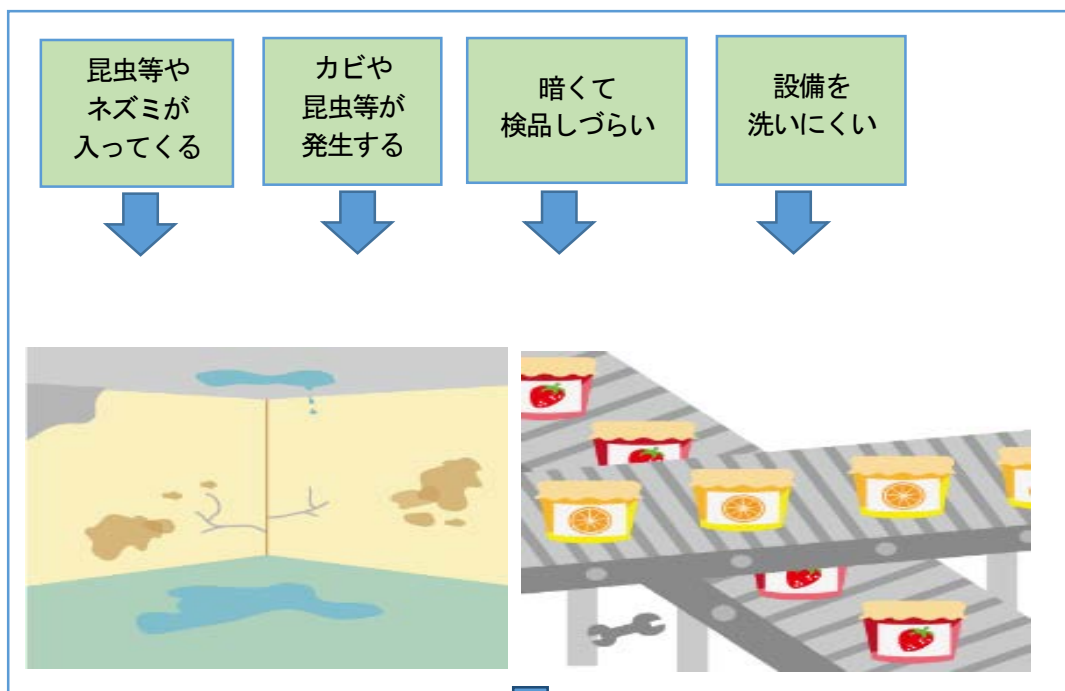 昆虫等や
ネズミが
入ってくる
カビや
昆虫等が
発生する
暗くて
検品しづらい
設備を
洗いにくい